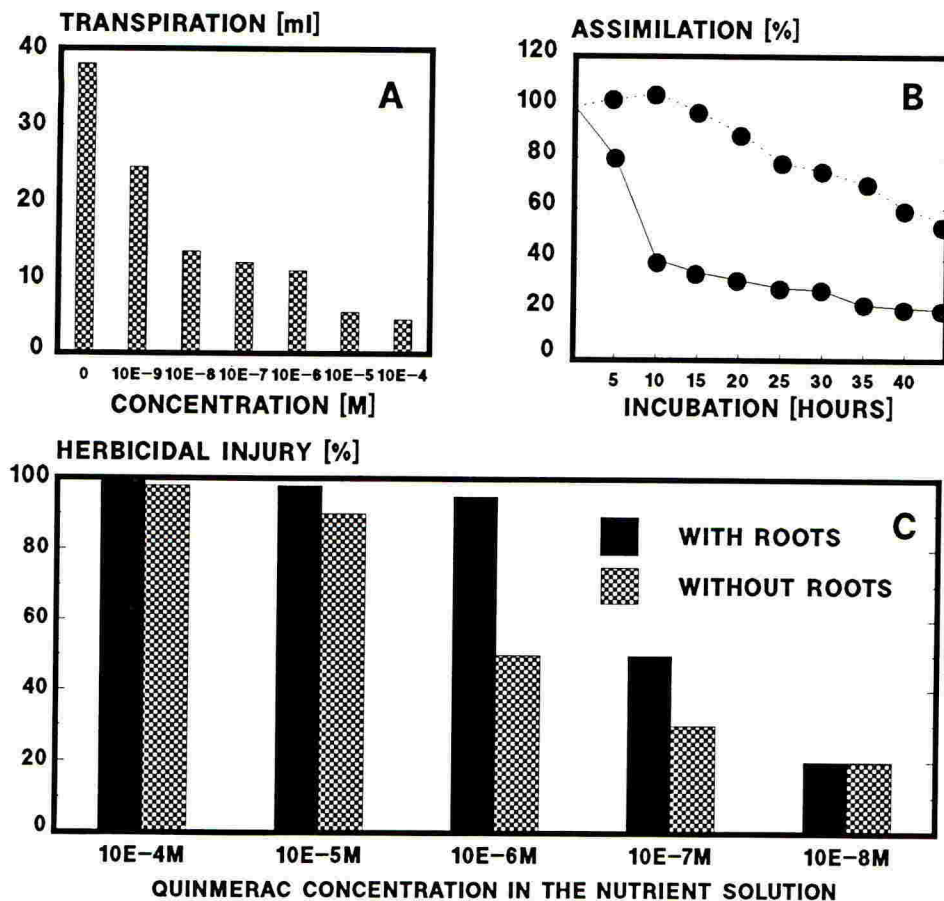 TRANSPIRATION [ml]
40
30
20
10
0
A
0 10E-9 10E-8 10E-7 10E-6 10E-5 10E-4
CONCENTRATION [M]
ASSIMILATION [%]
120
100
80
60
40
20
0
B
5 10 15 20 25 30 35 40
INCUBATION [HOURS]
HERBICIDAL INJURY [%]
100
80
60
40
20
0
C
WITH ROOTS
WITHOUT ROOTS
10E-4M 10E-5M 10E-6M 10E-7M 10E-8M
QUINMERAC CONCENTRATION IN THE NUTRIENT SOLUTION